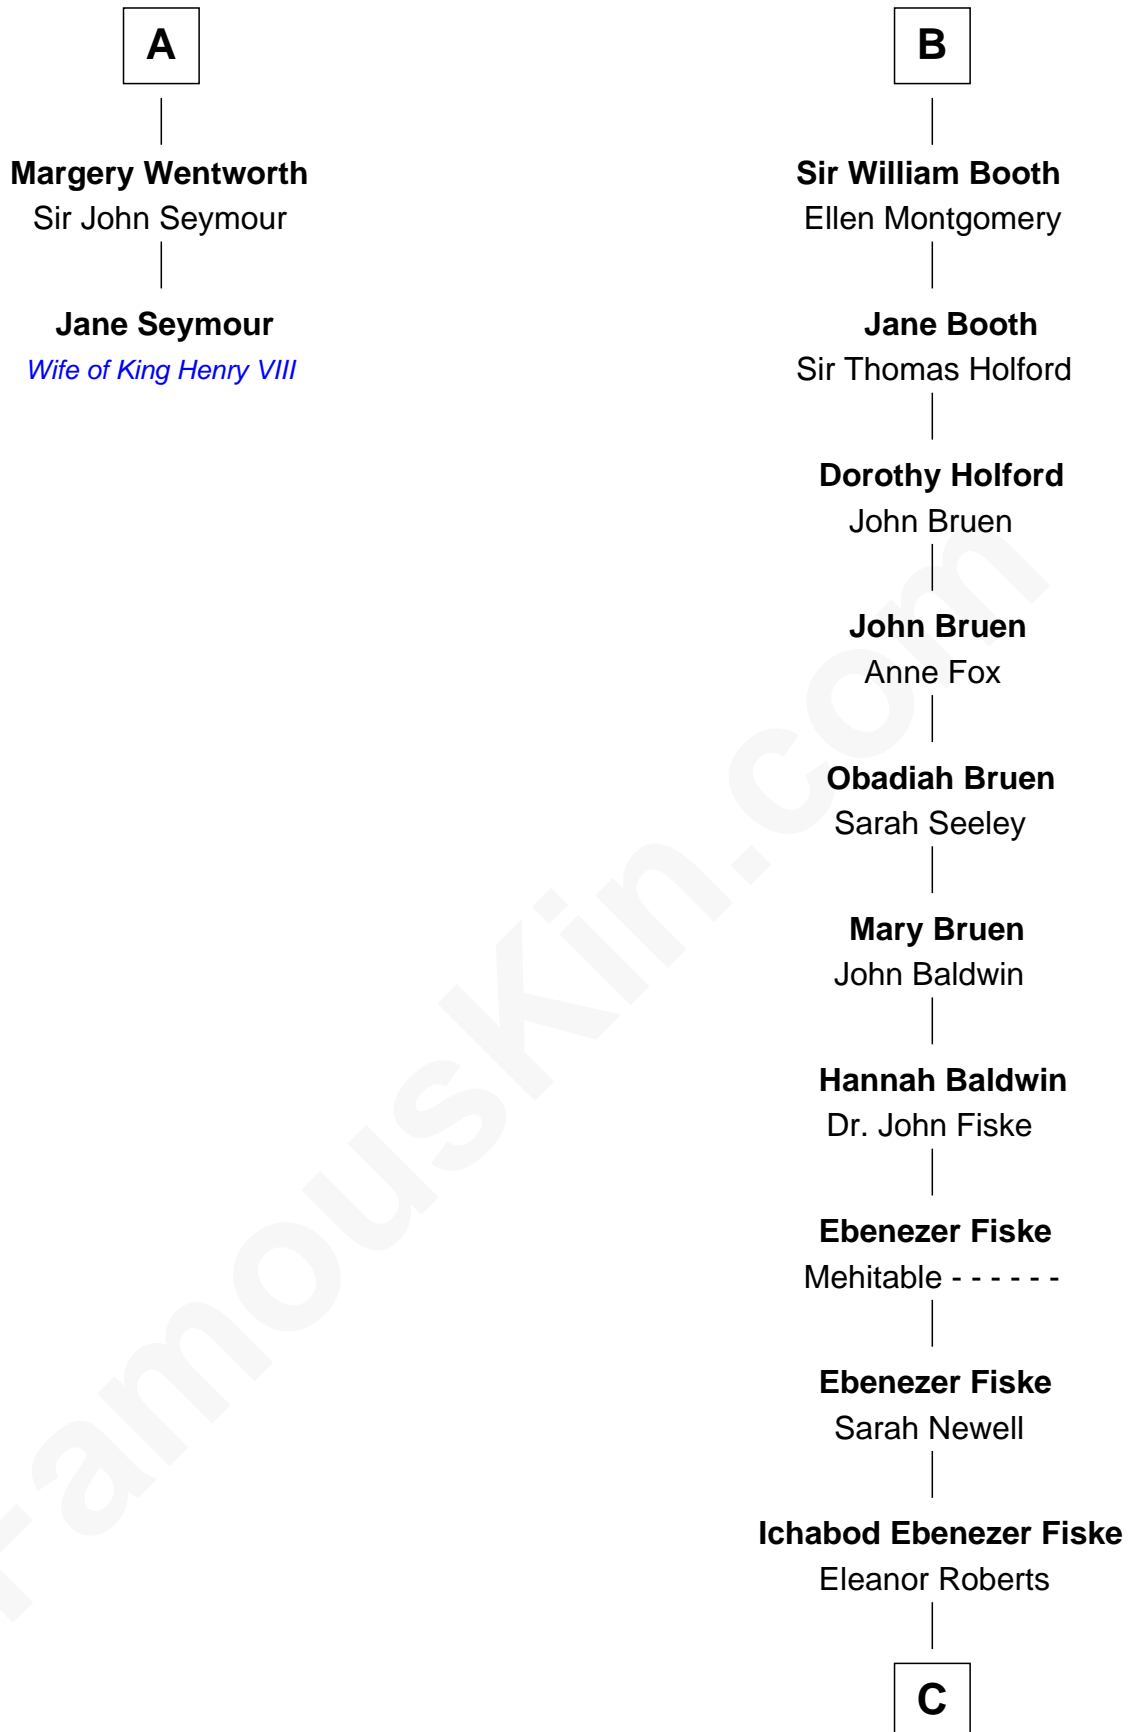 A
Margery Wentworth
Sir John Seymour
Jane Seymour
Wife of King Henry VIII
B
Sir William Booth
Ellen Montgomery
Jane Booth
Sir Thomas Holford
Dorothy Holford
John Bruen
John Bruen
Anne Fox
Obadiah Bruen
Sarah Seeley
Mary Bruen
John Baldwin
Hannah Baldwin
Dr. John Fiske
Ebenezer Fiske
Mehitable - - - - - -
Ebenezer Fiske
Sarah Newell
Ichabod Ebenezer Fiske
Eleanor Roberts
C
FamousKin.com